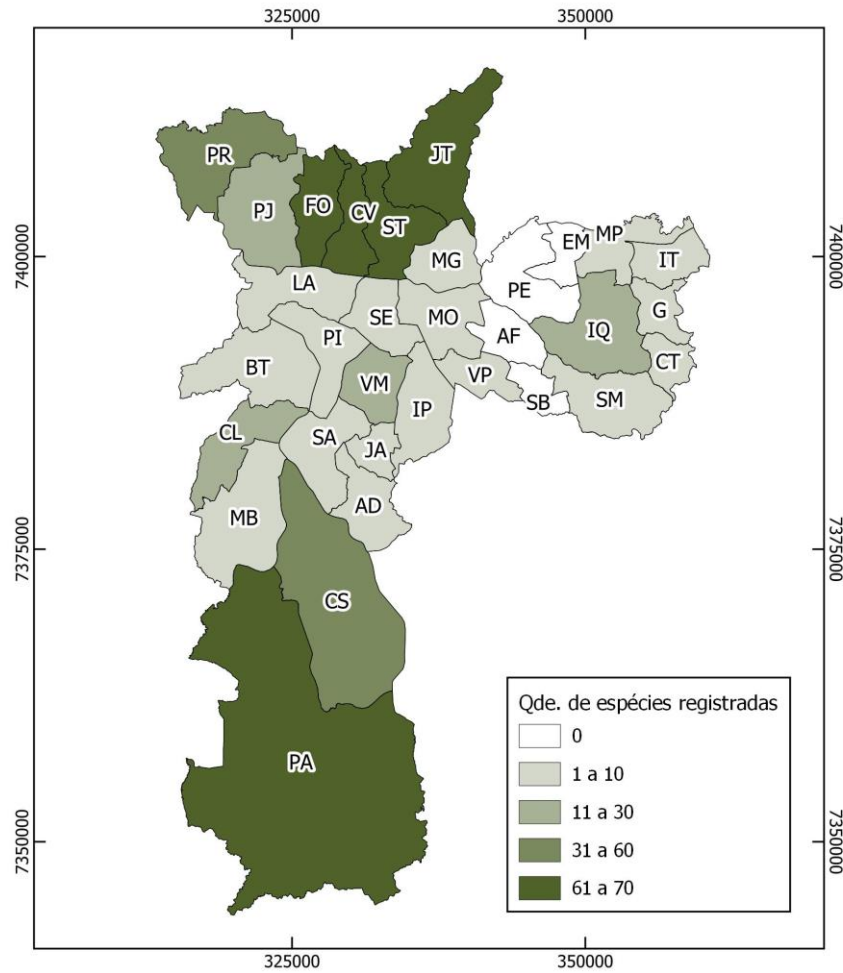 325000 350000
PR
JT
PJ
FO
CV
ST
MG
EM
MP
IT
7400000
7400000
LA
PE
SE
MO
G
PI
AF
IQ
BT
VM
VP
CT
IP
SB
SM
CL
SA
JA
AD
MB
7375000
7375000
CS
Qde. de espécies registradas
0
1 a 10
11 a 30
31 a 60
61 a 70
PA
7350000
7350000
325000 350000